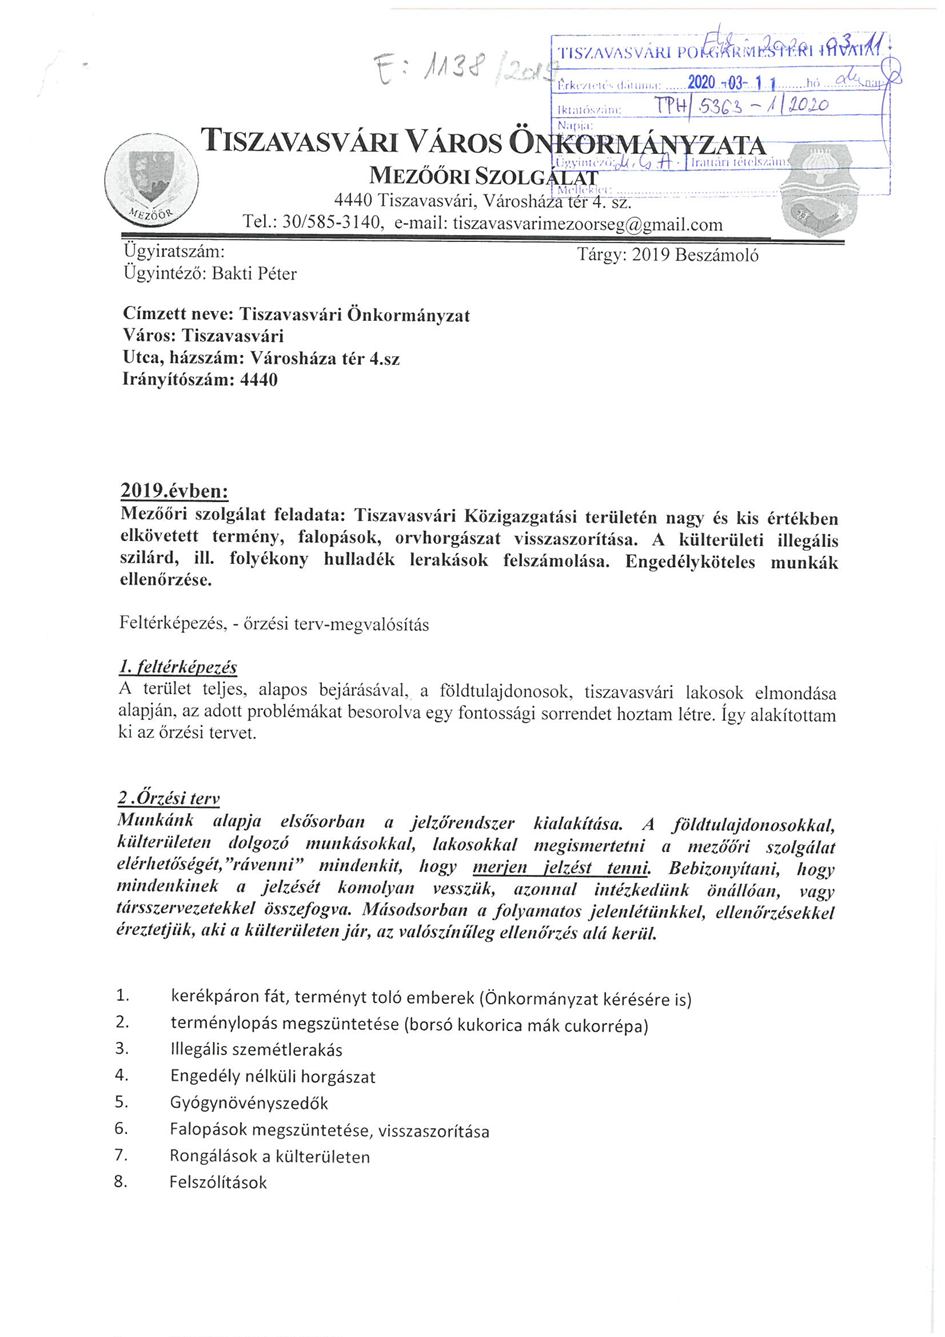 E: 1138/2019
TISZAVASVÁRI POLGÁRMESTERI HIVATAL
Érkeztetés dátuma: 2020 -03- 11 hó nap
Iktatószám: TPH/5363-1/2020
Napja:
Ügyintéző: Irattári tételszám:
Melléklet:
TISZAVASVÁRI VÁROS ÖNKORMÁNYZATA
MEZŐŐRI SZOLGÁLAT
4440 Tiszavasvári, Városháza tér 4. sz.
Tel.: 30/585-3140, e-mail: tiszavasvarimezoorseg@gmail.com
MEZŐŐR
Ügyiratszám: Tárgy: 2019 Beszámoló
Ügyintéző: Bakti Péter
Címzett neve: Tiszavasvári Önkormányzat
Város: Tiszavasvári
Utca, házszám: Városháza tér 4.sz
Irányítószám: 4440
2019.évben:
Mezőőri szolgálat feladata: Tiszavasvári Közigazgatási területén nagy és kis értékben
elkövetett termény, falopások, orvhorgászat visszaszorítása. A külterületi illegális
szilárd, ill. folyékony hulladék lerakások felszámolása. Engedélyköteles munkák
ellenőrzése.
Feltérképezés, - őrzési terv-megvalósítás
1. feltérképezés
A terület teljes, alapos bejárásával, a földtulajdonosok, tiszavasvári lakosok elmondása
alapján, az adott problémákat besorolva egy fontossági sorrendet hoztam létre. Így alakítottam
ki az őrzési tervet.
2 .Őrzési terv
Munkánk alapja elsősorban a jelzőrendszer kialakítása. A földtulajdonosokkal,
külterületen dolgozó munkásokkal, lakosokkal megismertetni a mezőőri szolgálat
elérhetőségét,"rávenni" mindenkit, hogy merjen jelzést tenni. Bebizonyítani, hogy
mindenkinek a jelzését komolyan vesszük, azonnal intézkedünk önállóan, vagy
társszervezetekkel összefogva. Másodsorban a folyamatos jelenlétünkkel, ellenőrzésekkel
éreztetjük, aki a külterületen jár, az valószínűleg ellenőrzés alá kerül.
1. kerékpáron fát, terményt toló emberek (Önkormányzat kérésére is)
2. terménylopás megszüntetése (borsó kukorica mák cukorrépa)
3. Illegális szemétlerakás
4. Engedély nélküli horgászat
5. Gyógynövényszedők
6. Falopások megszüntetése, visszaszorítása
7. Rongálások a külterületen
8. Felszólítások